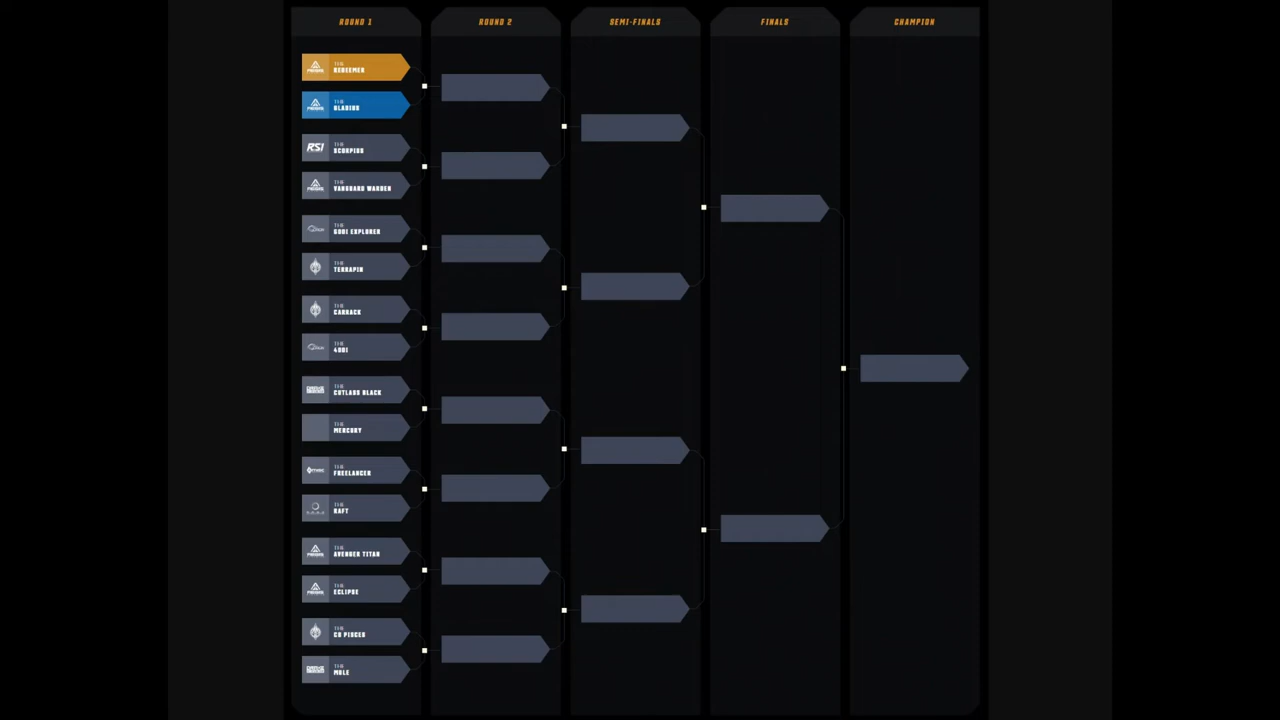 ROUND 1
ROUND 2
SEMI-FINALS
FINALS
CHAMPION
THE
REDEEMER
THE
GLADIUS
RSI
THE
SCORPIUS
THE
VANGUARD WARDEN
THE
600I EXPLORER
THE
TERRAPIN
THE
CARRACK
THE
400I
THE
CUTLASS BLACK
THE
MERCURY
THE
FREELANCER
THE
RAFT
THE
AVENGER TITAN
THE
ECLIPSE
THE
C8 PISCES
THE
MULE